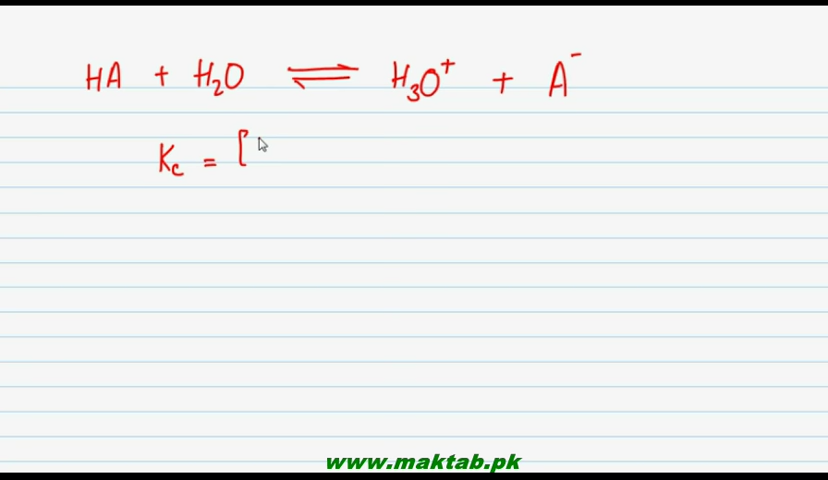 HA + H₂O ⇌ H₃O⁺ + A⁻
Kc = [
www.maktab.pk